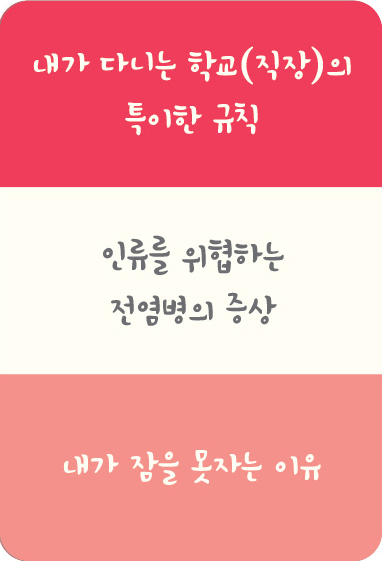 내가 다니는 학교(직장)의
특이한 규칙
인류를 위협하는
전염병의 증상
내가 잠을 못자는 이유